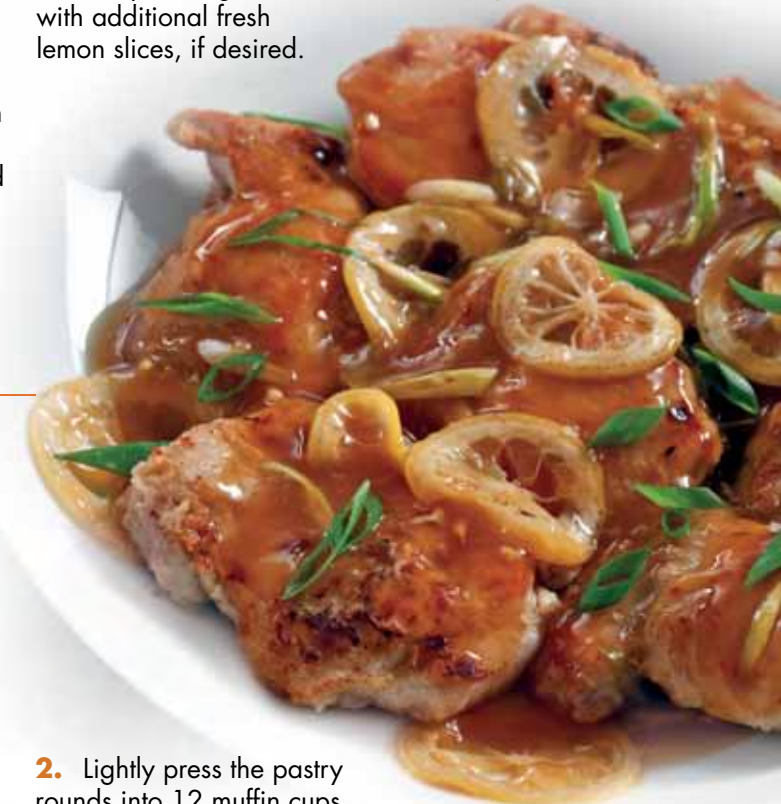 with additional fresh
lemon slices, if desired.
2. Lightly press the pastry
rounds into 12 muffin cups